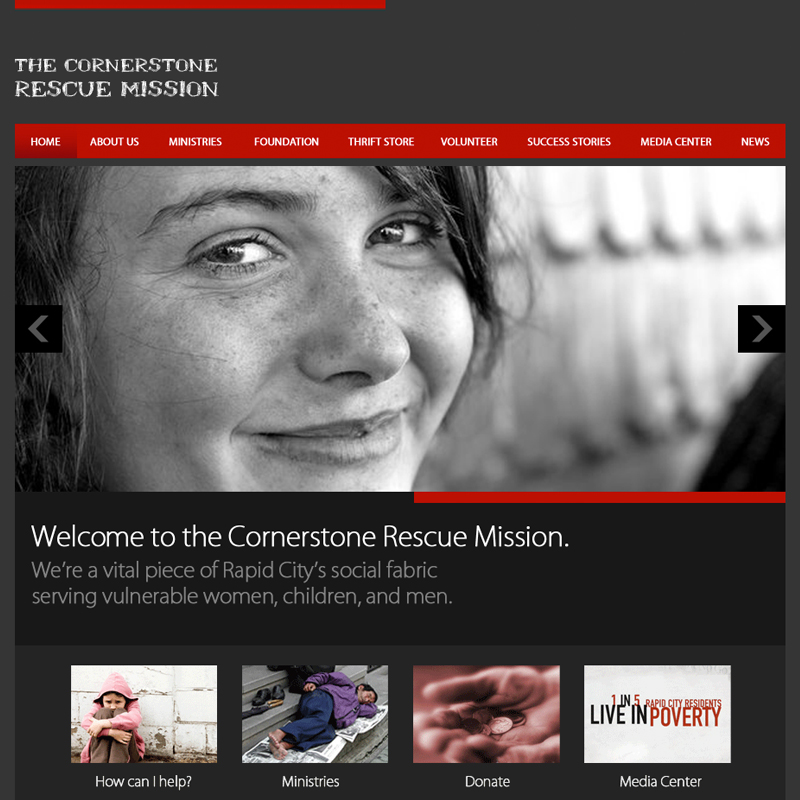 THE CORNERSTONE
RESCUE MISSION
HOME ABOUT US MINISTRIES FOUNDATION THRIFT STORE VOLUNTEER SUCCESS STORIES MEDIA CENTER NEWS
Welcome to the Cornerstone Rescue Mission.
We're a vital piece of Rapid City's social fabric
serving vulnerable women, children, and men.
1 IN 5 RAPID CITY RESIDENTS
LIVE IN POVERTY
How can I help? Ministries Donate Media Center